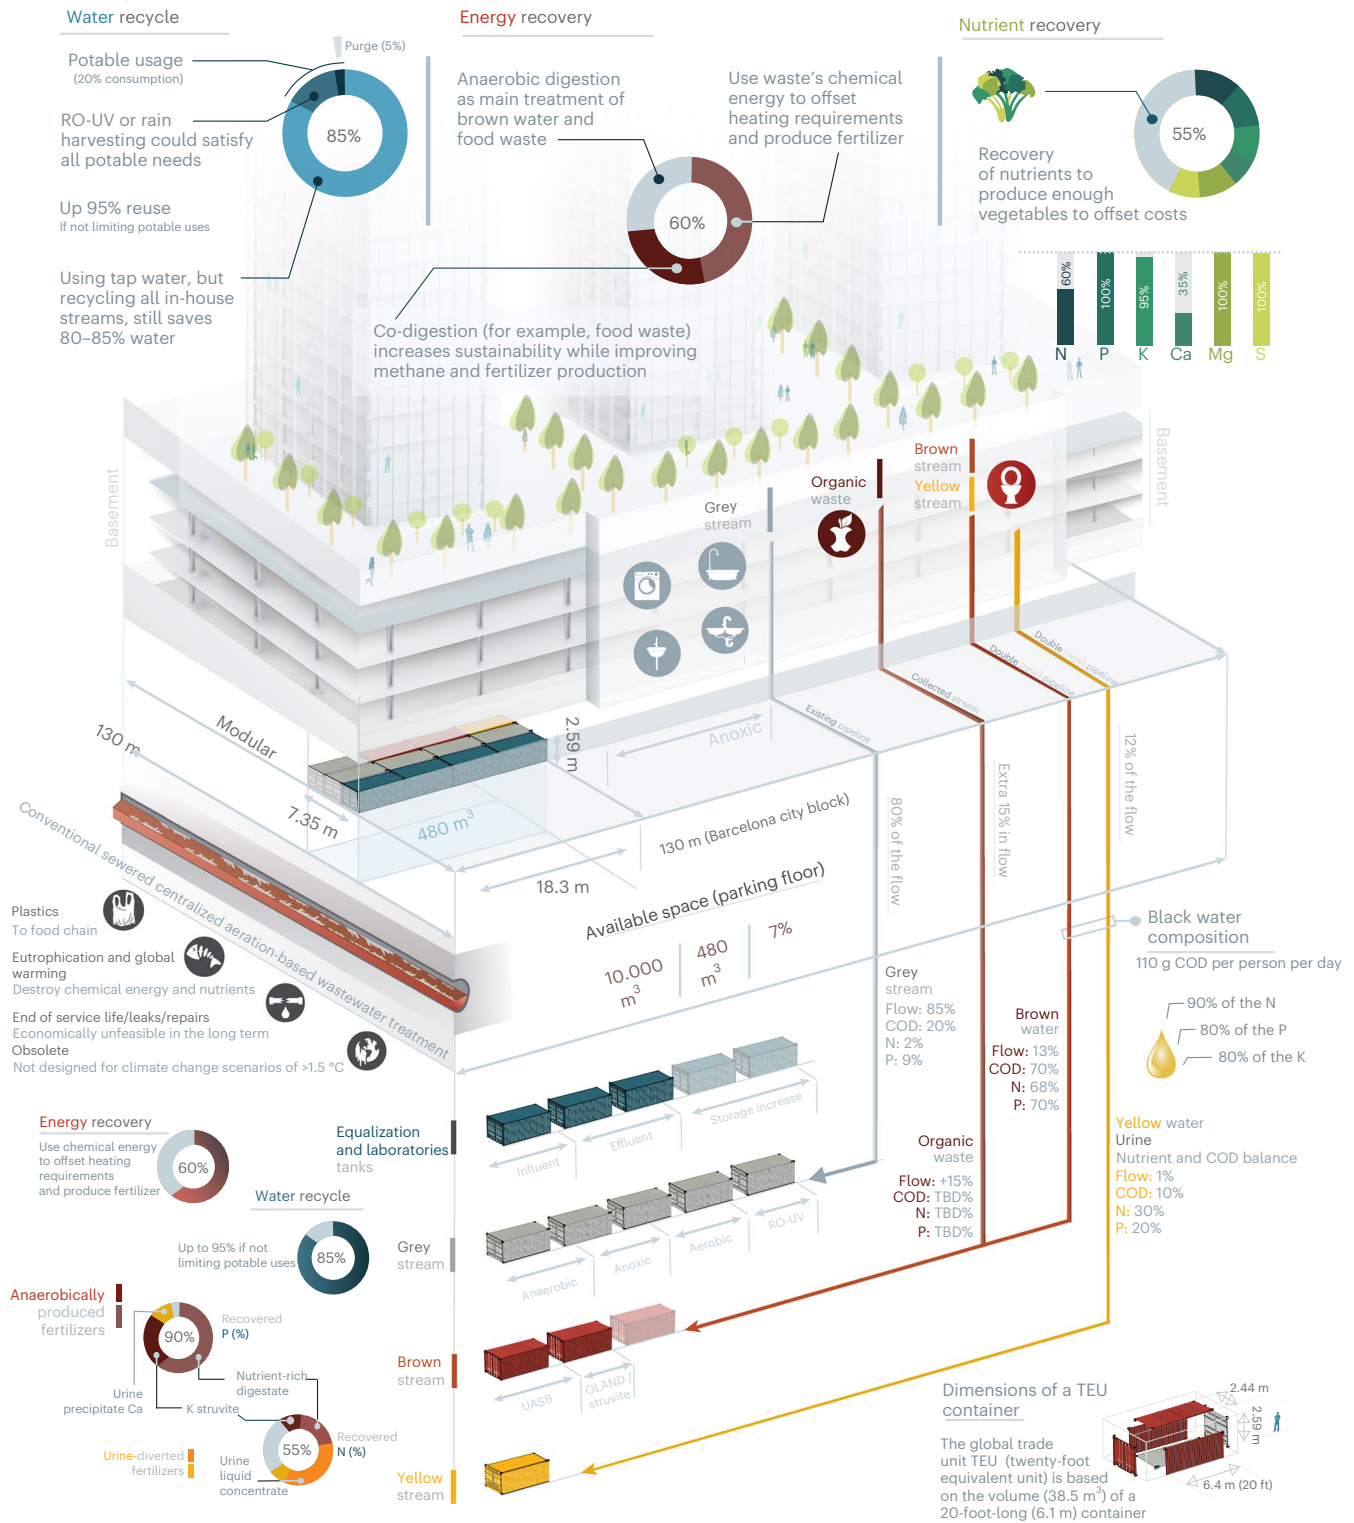 Water recycle
Purge (5%)
Potable usage
(20% consumption)
RO-UV or rain
harvesting could satisfy
all potable needs
85%
Up 95% reuse
If not limiting potable uses
Using tap water, but
recycling all in-house
streams, still saves
80–85% water
Energy recovery
Anaerobic digestion
as main treatment of
brown water and
food waste
Use waste's chemical
energy to offset
heating requirements
and produce fertilizer
60%
Co-digestion (for example, food waste)
increases sustainability while improving
methane and fertilizer production
Nutrient recovery
55%
Recovery
of nutrients to
produce enough
vegetables to offset costs
60%
100%
95%
35%
100%
100%
N
P
K
Ca
Mg
S
Basement
Basement
Grey
stream
Organic
waste
Brown
stream
Yellow
stream
Existing pipeline
Collected stream
Double (new) pipeline
Double (new) pipeline
130 m
Modular
2.59 m
Anoxic
7.35 m
480 m³
18.3 m
130 m (Barcelona city block)
Available space (parking floor)
10.000
m³
480
m³
7%
80% of the flow
Extra 15% in flow
12% of the flow
Conventional sewered centralized aeration-based wastewater treatment
Plastics
To food chain
Eutrophication and global
warming
Destroy chemical energy and nutrients
End of service life/leaks/repairs
Economically unfeasible in the long term
Obsolete
Not designed for climate change scenarios of >1.5 °C
Black water
composition
110 g COD per person per day
90% of the N
80% of the P
80% of the K
Grey
stream
Flow: 85%
COD: 20%
N: 2%
P: 9%
Brown
water
Flow: 13%
COD: 70%
N: 68%
P: 70%
Organic
waste
Flow: +15%
COD: TBD%
N: TBD%
P: TBD%
Yellow water
Urine
Nutrient and COD balance
Flow: 1%
COD: 10%
N: 30%
P: 20%
Equalization
and laboratories
tanks
Influent
Effluent
Storage increase
Grey
stream
Anaerobic
Anoxic
Aerobic
RO-UV
Brown
stream
UASB
OLAND /
struvite
Yellow
stream
Energy recovery
Use chemical energy
to offset heating
requirements
and produce fertilizer
60%
Water recycle
Up to 95% if not
limiting potable uses
85%
Anaerobically
produced
fertilizers
90%
Recovered
P (%)
Nutrient-rich
digestate
Urine
precipitate Ca
K struvite
55%
Recovered
N (%)
Urine-diverted
fertilizers
Urine
liquid
concentrate
Dimensions of a TEU
container
The global trade
unit TEU (twenty-foot
equivalent unit) is based
on the volume (38.5 m³) of a
20-foot-long (6.1 m) container
2.44 m
2.59 m
6.4 m (20 ft)